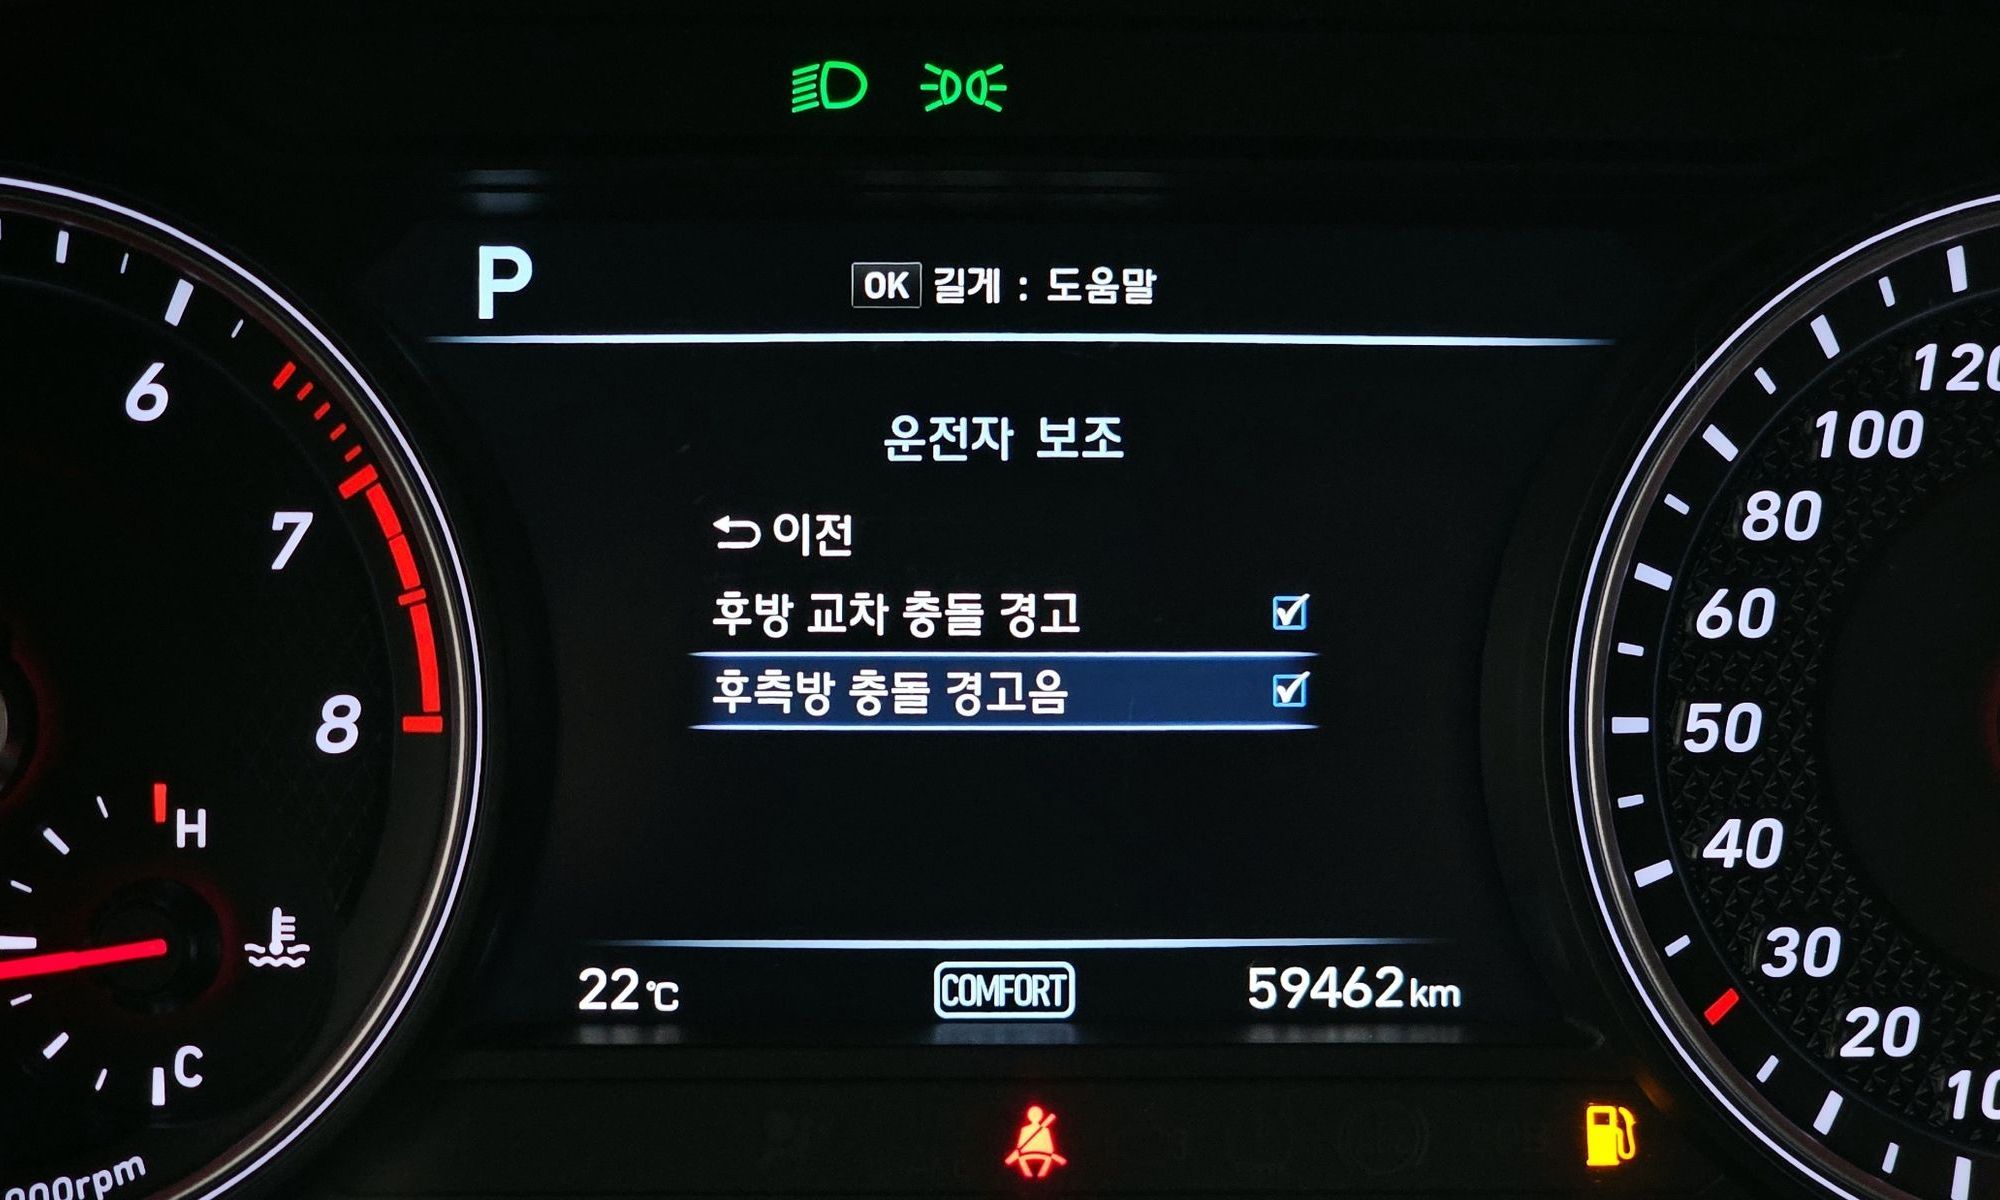 P
OK 길게 : 도움말
운전자 보조
이전
후방 교차 충돌 경고
후측방 충돌 경고음
22℃
COMFORT
59462km
6
7
8
H
C
000rpm
120
100
80
60
50
40
30
20
10